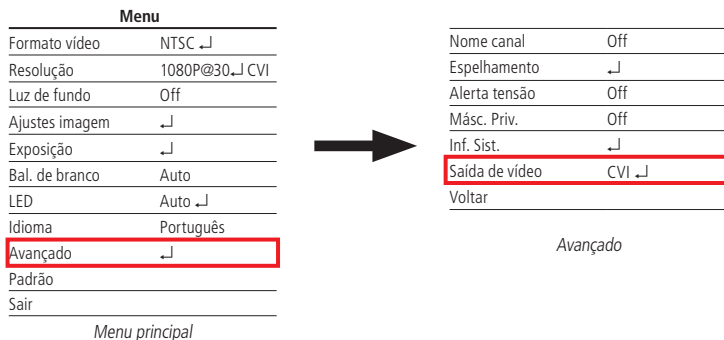 Menu
Formato vídeo NTSC ↵
Resolução 1080P@30↵ CVI
Luz de fundo Off
Ajustes imagem ↵
Exposição ↵
Bal. de branco Auto
LED Auto ↵
Idioma Português
Avançado ↵
Padrão
Sair
Menu principal
Nome canal Off
Espelhamento ↵
Alerta tensão Off
Másc. Priv. Off
Inf. Sist. ↵
Saída de vídeo CVI ↵
Voltar
Avançado